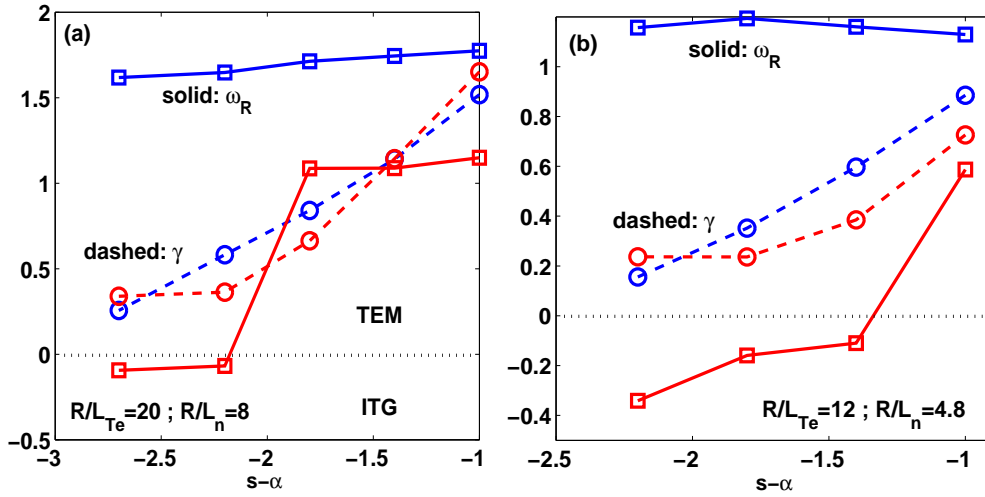 (a)
solid: ω_R
dashed: γ
TEM
ITG
R/L_Te=20 ; R/L_n=8
2
1.5
1
0.5
0
−0.5
−3
−2.5
−2
−1.5
−1
s−α
(b)
solid: ω_R
dashed: γ
R/L_Te=12 ; R/L_n=4.8
1
0.8
0.6
0.4
0.2
0
−0.2
−0.4
−2.5
−2
−1.5
−1
s−α